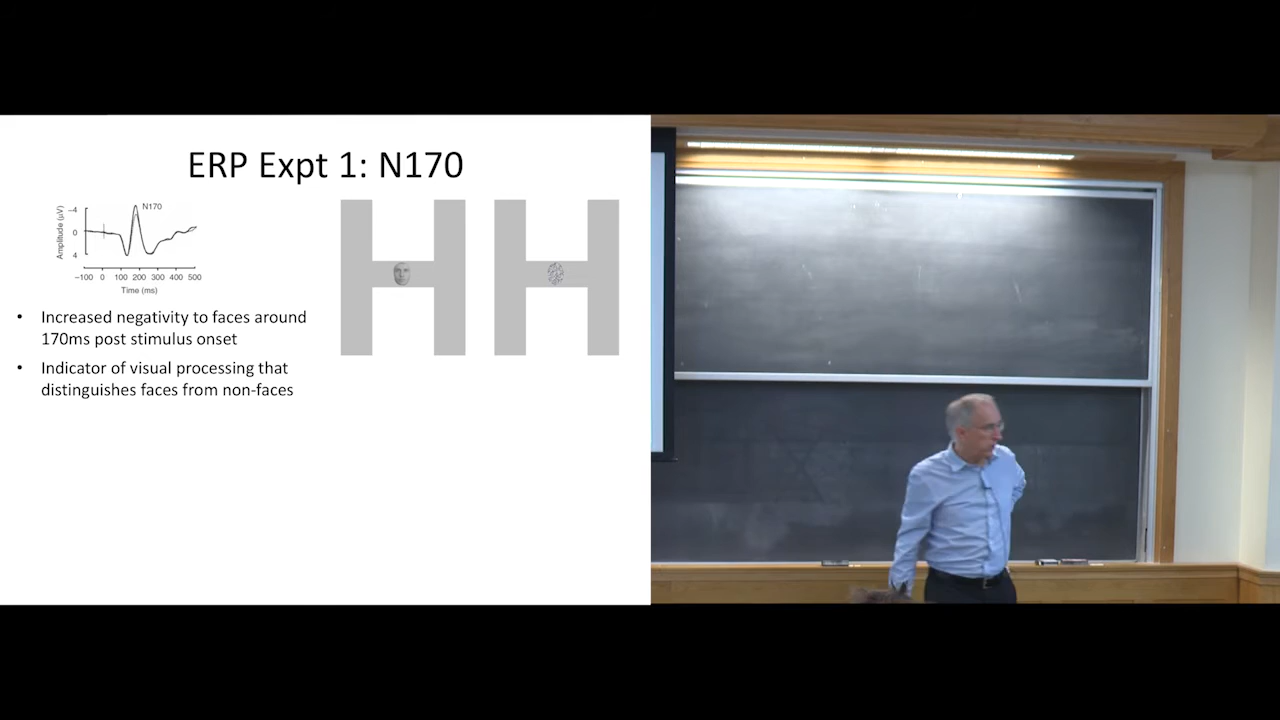 ERP Expt 1: N170
N170
−4
0
4
Amplitude (µV)
−100 0 100 200 300 400 500
Time (ms)
• Increased negativity to faces around
170ms post stimulus onset
• Indicator of visual processing that
distinguishes faces from non-faces
H H